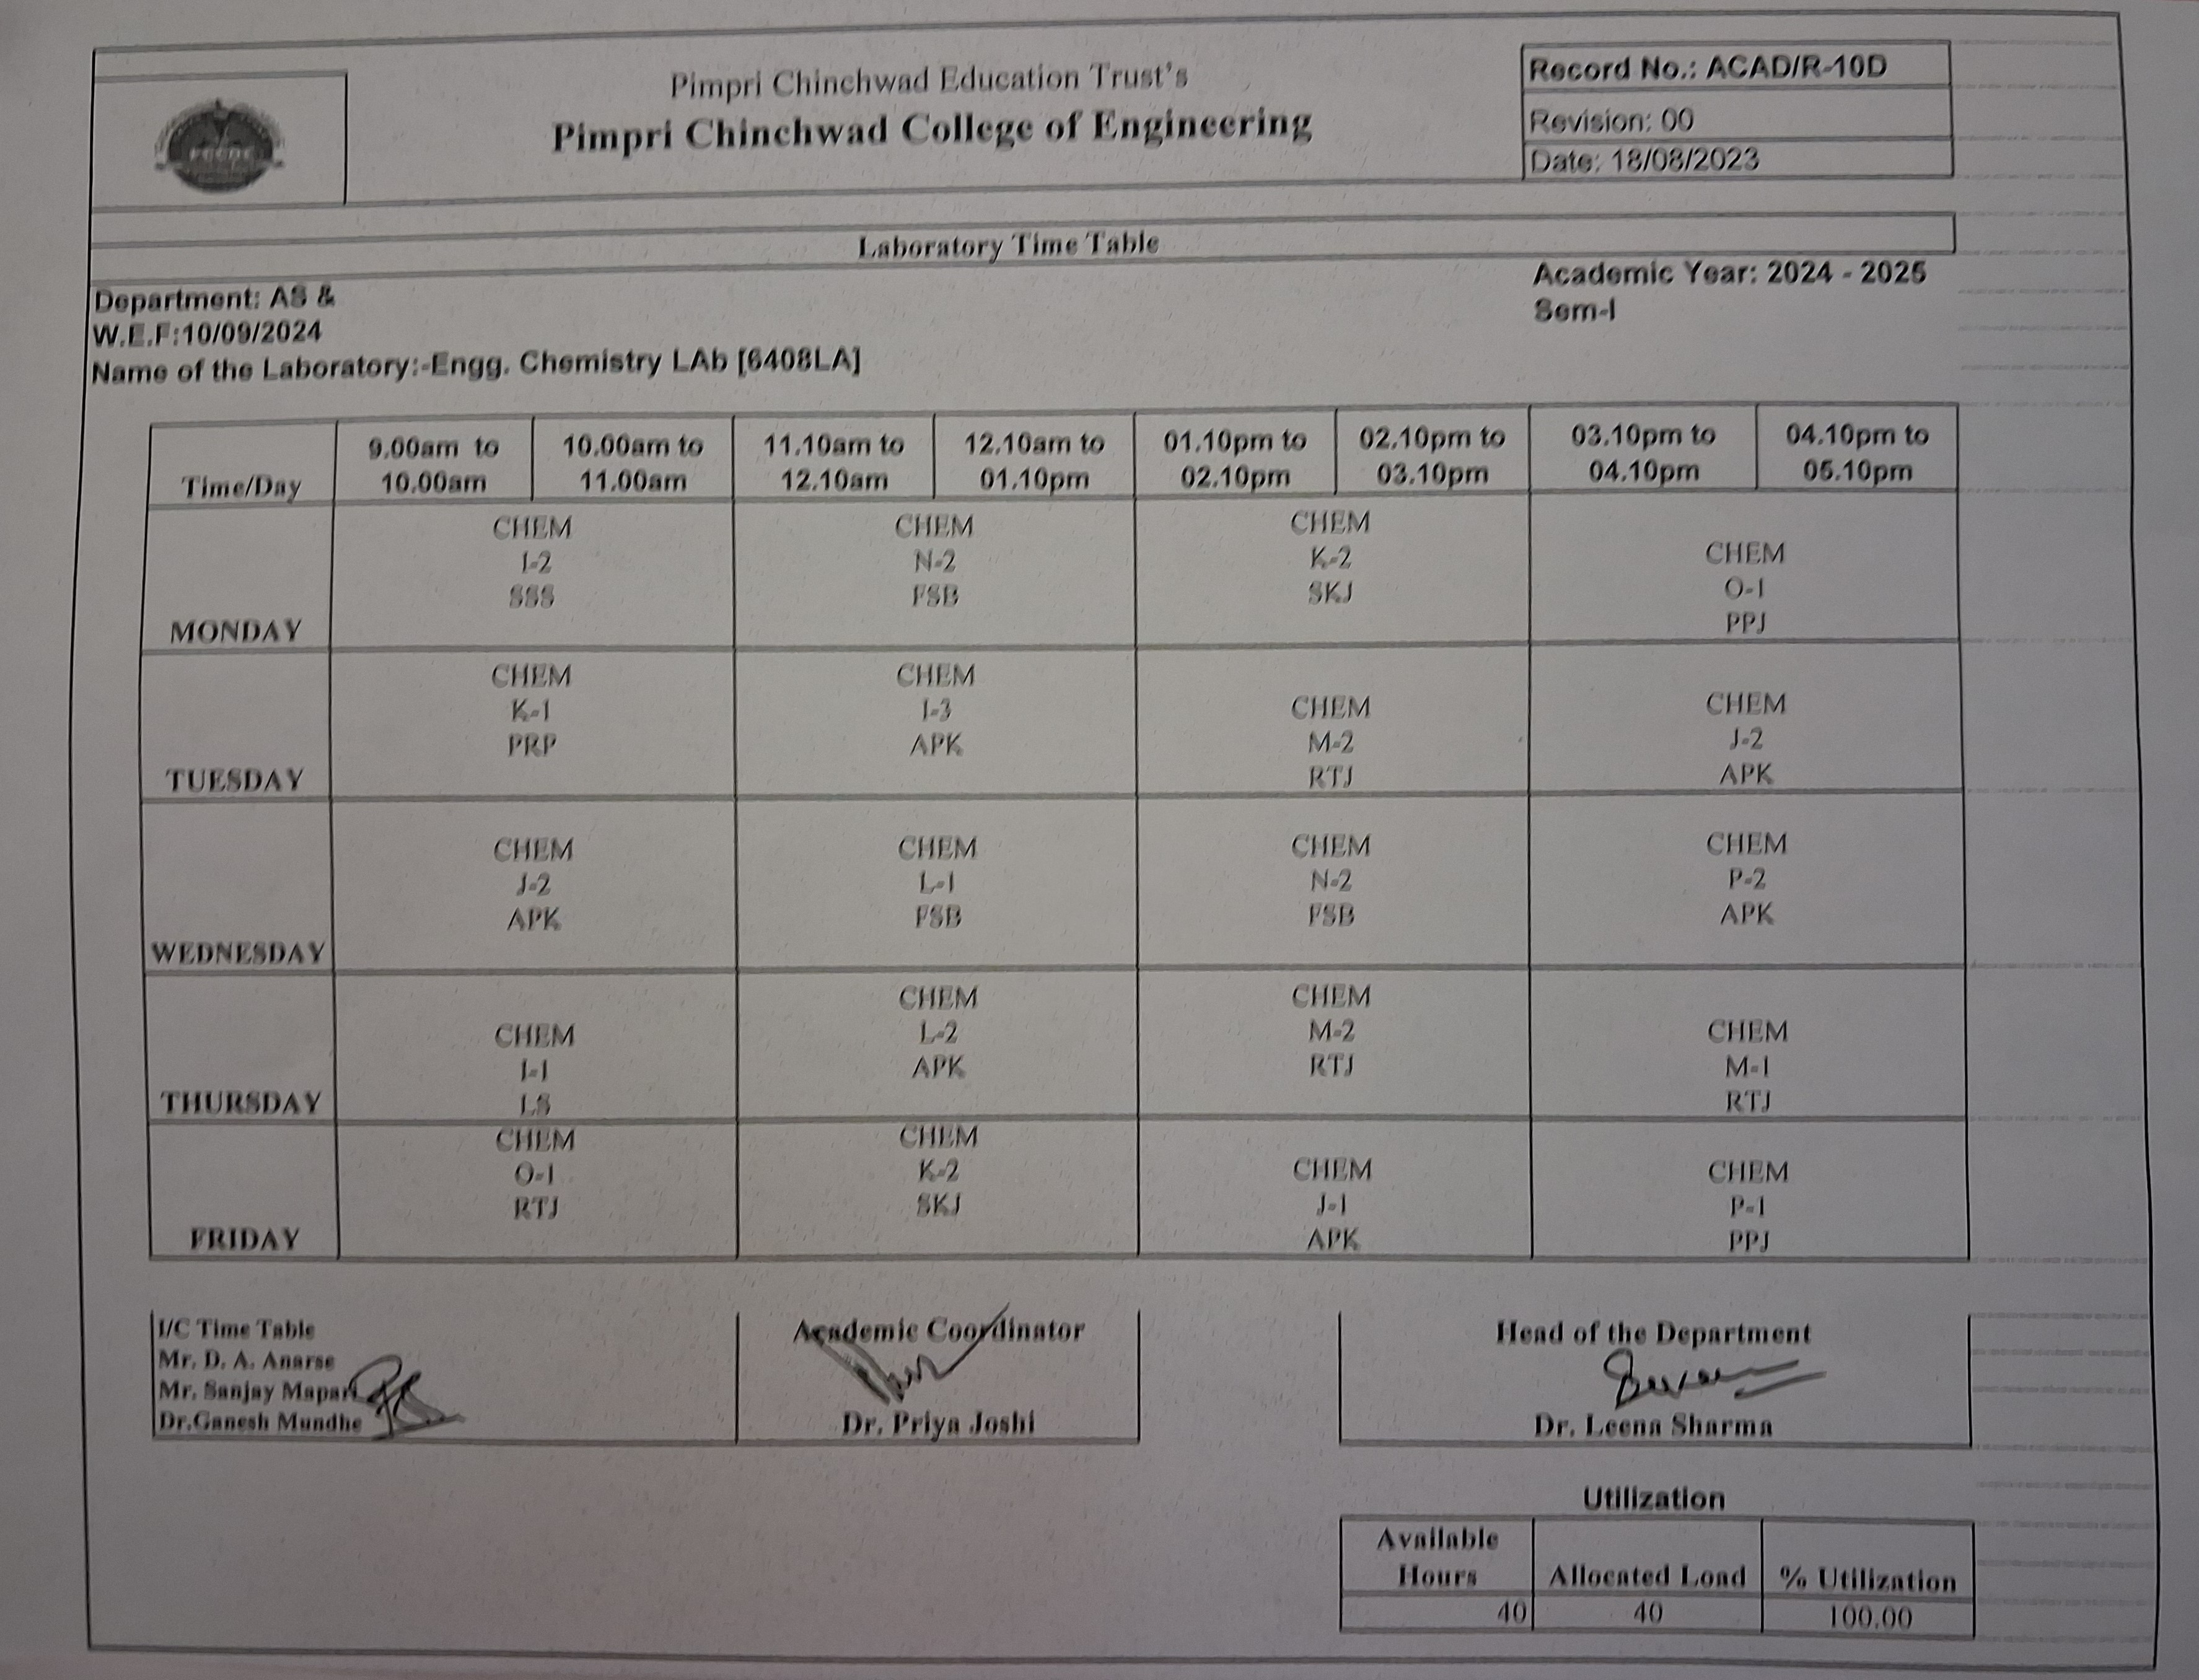 Pimpri Chinchwad Education Trust's
Pimpri Chinchwad College of Engineering
Record No.: ACAD/R-10D
Revision: 00
Date: 18/08/2023
Laboratory Time Table
Department: AS &
Academic Year: 2024 - 2025
W.E.F:10/09/2024
Sem-I
Name of the Laboratory:-Engg. Chemistry LAb [6408LA]
Time/Day
9.00am to 10.00am
10.00am to 11.00am
11.10am to 12.10am
12.10am to 01.10pm
01.10pm to 02.10pm
02.10pm to 03.10pm
03.10pm to 04.10pm
04.10pm to 05.10pm
MONDAY
CHEM
I-2
SSS
CHEM
N-2
FSB
CHEM
K-2
SKJ
CHEM
O-1
PPJ
TUESDAY
CHEM
K-1
PRP
CHEM
I-3
APK
CHEM
M-2
RTJ
CHEM
J-2
APK
WEDNESDAY
CHEM
J-2
APK
CHEM
L-1
FSB
CHEM
N-2
FSB
CHEM
P-2
APK
THURSDAY
CHEM
I-1
LS
CHEM
L-2
APK
CHEM
M-2
RTJ
CHEM
M-1
RTJ
FRIDAY
CHEM
O-1
RTJ
CHEM
K-2
SKJ
CHEM
J-1
APK
CHEM
P-1
PPJ
I/C Time Table
Mr. D. A. Anarse
Mr. Sanjay Mapari
Dr.Ganesh Mundhe
Academic Coordinator
Dr. Priya Joshi
Head of the Department
Dr. Leena Sharma
Utilization
Available Hours
Allocated Load
% Utilization
40
40
100.00